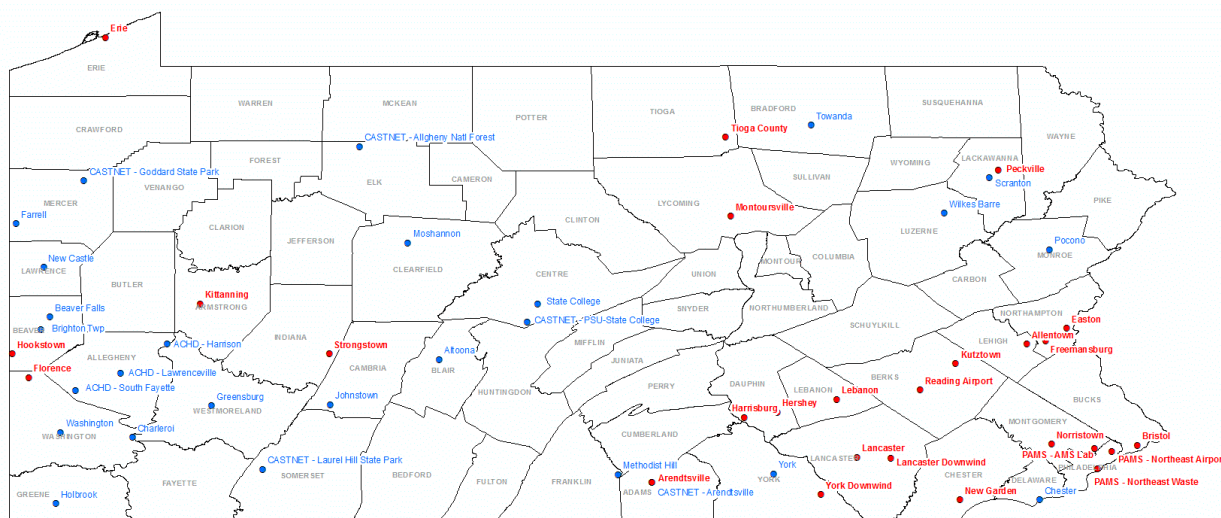 Erie
ERIE
WARREN
MCKEAN
POTTER
TIOGA
BRADFORD
SUSQUEHANNA
Towanda
Tioga County
CRAWFORD
CASTNET - Allgheny Natl Forest
WAYNE
FOREST
WYOMING
LACKAWANNA
Peckville
CASTNET - Goddard State Park
VENANGO
ELK
CAMERON
SULLIVAN
Scranton
MERCER
LYCOMING
PIKE
Farrell
CLARION
CLINTON
Montoursville
Wilkes Barre
LUZERNE
JEFFERSON
Moshannon
Pocono
MONROE
New Castle
LAWRENCE
CLEARFIELD
CENTRE
UNION
MONTOUR
COLUMBIA
BUTLER
CARBON
Kittanning
ARMSTRONG
State College
SNYDER
NORTHUMBERLAND
Beaver Falls
NORTHAMPTON
CASTNET - PSU-State College
Easton
BEAVER
Brighton Twp
SCHUYLKILL
INDIANA
MIFFLIN
Allentown
LEHIGH
ACHD - Harrison
Hookstown
ALLEGHENY
Strongstown
Altoona
JUNIATA
Kutztown
Freemansburg
Florence
CAMBRIA
BLAIR
ACHD - Lawrenceville
BERKS
ACHD - South Fayette
PERRY
DAUPHIN
LEBANON
Reading Airport
HUNTINGDON
Greensburg
Johnstown
Lebanon
BUCKS
WESTMORELAND
Hershey
Harrisburg
MONTGOMERY
Washington
WASHINGTON
Charleroi
CUMBERLAND
Norristown
Bristol
Lancaster
LANCASTER
PAMS - AMS Lab
CASTNET - Laurel Hill State Park
Methodist Hill
York
Lancaster Downwind
PAMS - Northeast Airport
PHILADELPHIA
SOMERSET
BEDFORD
FULTON
FRANKLIN
Arendtsville
YORK
CHESTER
DELAWARE
FAYETTE
PAMS - Northeast Waste
York Downwind
GREENE
Holbrook
ADAMS
CASTNET - Arendtsville
New Garden
Chester